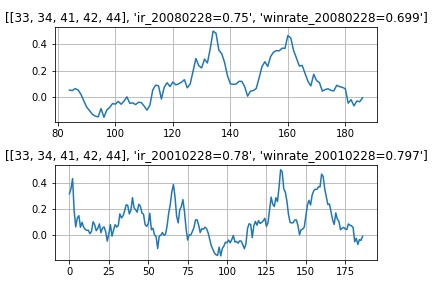 [[33, 34, 41, 42, 44], 'ir_20080228=0.75', 'winrate_20080228=0.699']
0.4
0.2
0.0
80 100 120 140 160 180
[[33, 34, 41, 42, 44], 'ir_20010228=0.78', 'winrate_20010228=0.797']
0.4
0.2
0.0
0 25 50 75 100 125 150 175